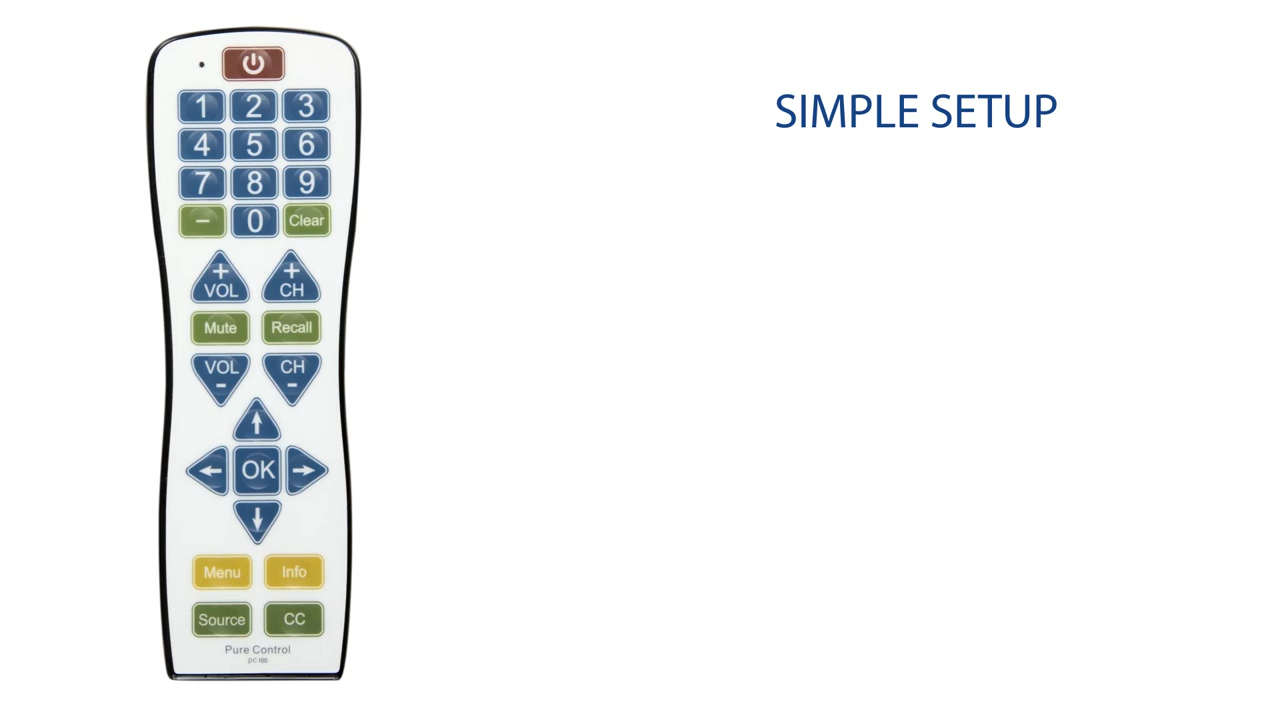 SIMPLE SETUP
1 2 3
4 5 6
7 8 9
- 0 Clear
+ +
VOL CH
Mute Recall
VOL CH
- -
OK
Menu Info
Source CC
Pure Control
PC100